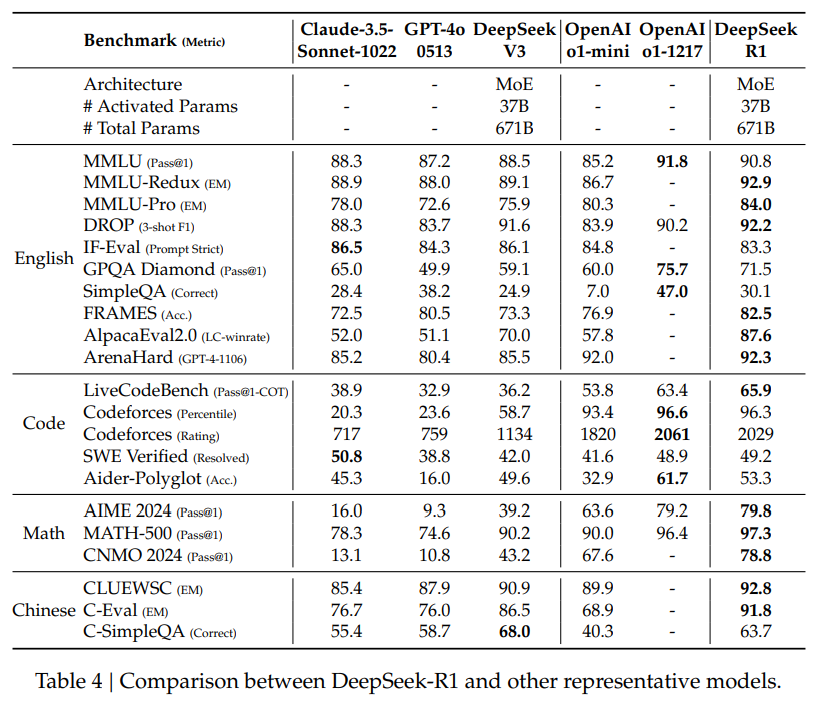 Benchmark (Metric) Claude-3.5- GPT-4o DeepSeek OpenAI OpenAI DeepSeek
Sonnet-1022 0513 V3 o1-mini o1-1217 R1
Architecture - - MoE - - MoE
# Activated Params - - 37B - - 37B
# Total Params - - 671B - - 671B
English
MMLU (Pass@1) 88.3 87.2 88.5 85.2 91.8 90.8
MMLU-Redux (EM) 88.9 88.0 89.1 86.7 - 92.9
MMLU-Pro (EM) 78.0 72.6 75.9 80.3 - 84.0
DROP (3-shot F1) 88.3 83.7 91.6 83.9 90.2 92.2
IF-Eval (Prompt Strict) 86.5 84.3 86.1 84.8 - 83.3
GPQA Diamond (Pass@1) 65.0 49.9 59.1 60.0 75.7 71.5
SimpleQA (Correct) 28.4 38.2 24.9 7.0 47.0 30.1
FRAMES (Acc.) 72.5 80.5 73.3 76.9 - 82.5
AlpacaEval2.0 (LC-winrate) 52.0 51.1 70.0 57.8 - 87.6
ArenaHard (GPT-4-1106) 85.2 80.4 85.5 92.0 - 92.3
Code
LiveCodeBench (Pass@1-COT) 38.9 32.9 36.2 53.8 63.4 65.9
Codeforces (Percentile) 20.3 23.6 58.7 93.4 96.6 96.3
Codeforces (Rating) 717 759 1134 1820 2061 2029
SWE Verified (Resolved) 50.8 38.8 42.0 41.6 48.9 49.2
Aider-Polyglot (Acc.) 45.3 16.0 49.6 32.9 61.7 53.3
Math
AIME 2024 (Pass@1) 16.0 9.3 39.2 63.6 79.2 79.8
MATH-500 (Pass@1) 78.3 74.6 90.2 90.0 96.4 97.3
CNMO 2024 (Pass@1) 13.1 10.8 43.2 67.6 - 78.8
Chinese
CLUEWSC (EM) 85.4 87.9 90.9 89.9 - 92.8
C-Eval (EM) 76.7 76.0 86.5 68.9 - 91.8
C-SimpleQA (Correct) 55.4 58.7 68.0 40.3 - 63.7
Table 4 | Comparison between DeepSeek-R1 and other representative models.